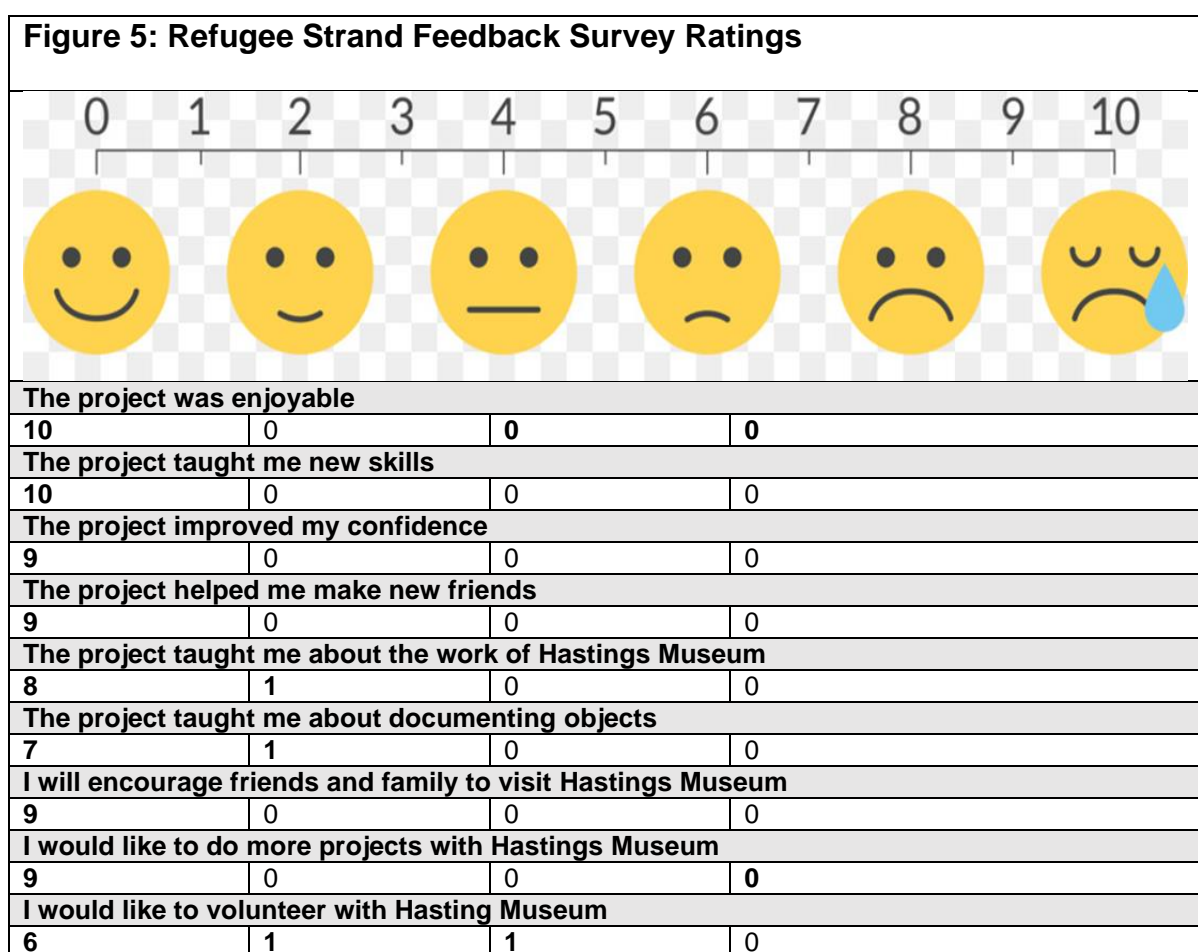 Figure 5: Refugee Strand Feedback Survey Ratings
0 1 2 3 4 5 6 7 8 9 10
The project was enjoyable
10 0 0 0
The project taught me new skills
10 0 0 0
The project improved my confidence
9 0 0 0
The project helped me make new friends
9 0 0 0
The project taught me about the work of Hastings Museum
8 1 0 0
The project taught me about documenting objects
7 1 0 0
I will encourage friends and family to visit Hastings Museum
9 0 0 0
I would like to do more projects with Hastings Museum
9 0 0 0
I would like to volunteer with Hasting Museum
6 1 1 0